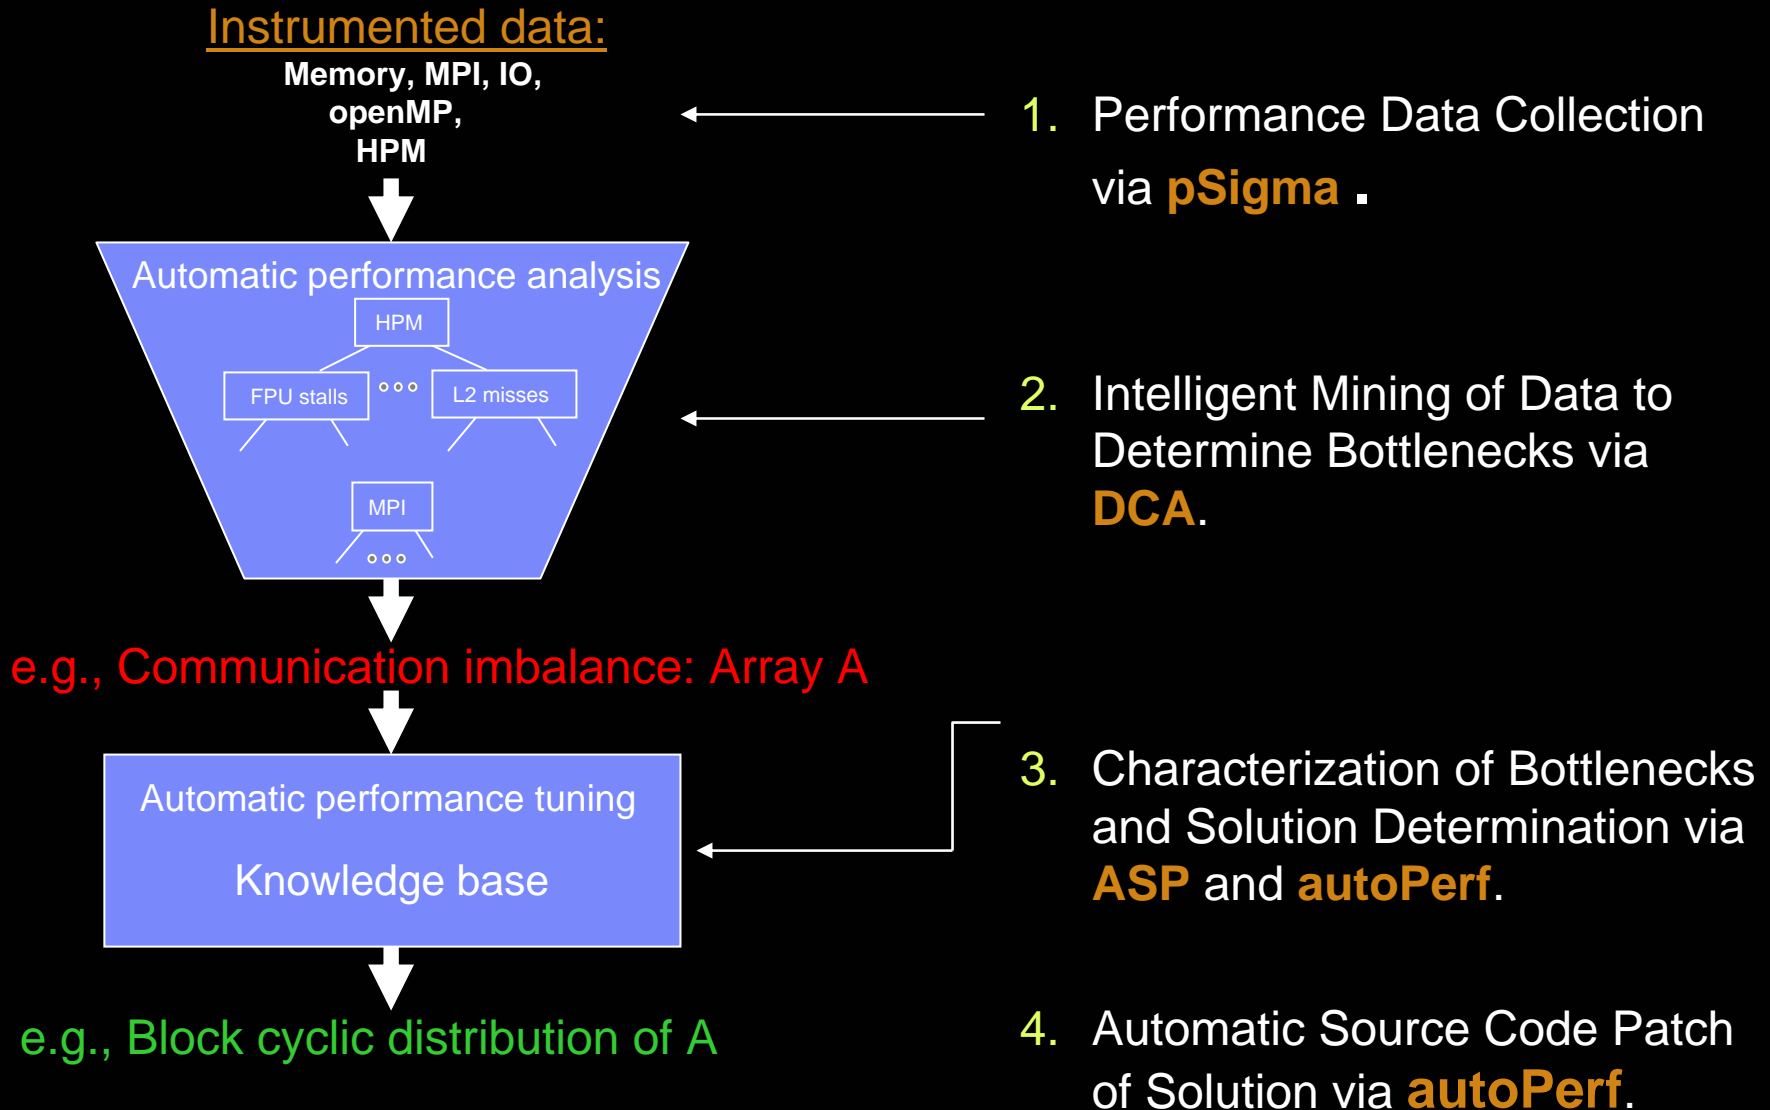 Instrumented data:
Memory, MPI, IO,
openMP,
HPM
Automatic performance analysis
HPM
FPU stalls
L2 misses
MPI
e.g., Communication imbalance: Array A
Automatic performance tuning
Knowledge base
e.g., Block cyclic distribution of A
1. Performance Data Collection
via pSigma .
2. Intelligent Mining of Data to
Determine Bottlenecks via
DCA.
3. Characterization of Bottlenecks
and Solution Determination via
ASP and autoPerf.
4. Automatic Source Code Patch
of Solution via autoPerf.